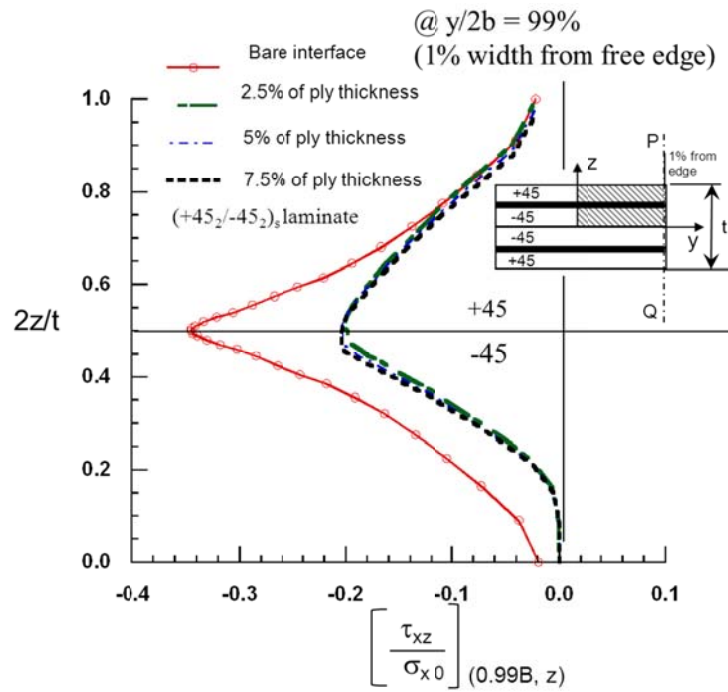 @ y/2b = 99%
(1% width from free edge)
Bare interface
2.5% of ply thickness
5% of ply thickness
7.5% of ply thickness
(+45₂/-45₂)ₛ laminate
1.0
0.8
0.6
0.4
0.2
0.0
2z/t
+45
-45
P
1% from
edge
z
+45
-45
-45
+45
y
t
Q
-0.4 -0.3 -0.2 -0.1 0.0 0.1
[τxz / σx0] (0.99B, z)